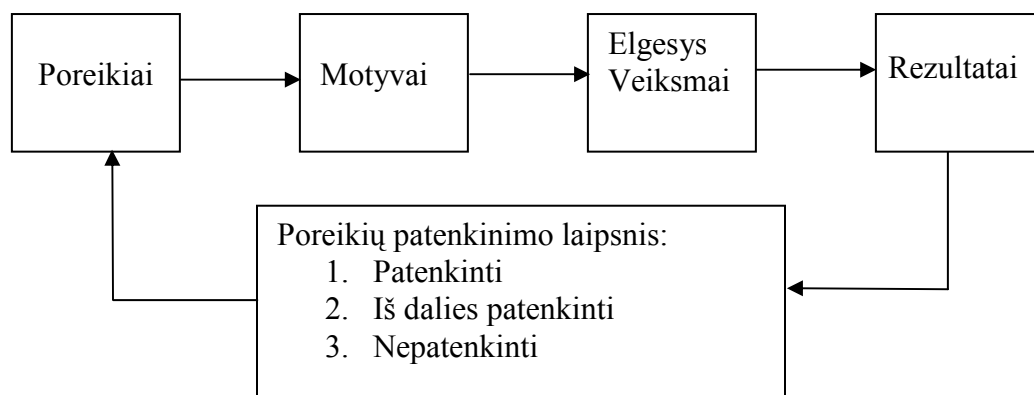 Poreikiai
Motyvai
Elgesys
Veiksmai
Rezultatai
Poreikių patenkinimo laipsnis:
1. Patenkinti
2. Iš dalies patenkinti
3. Nepatenkinti